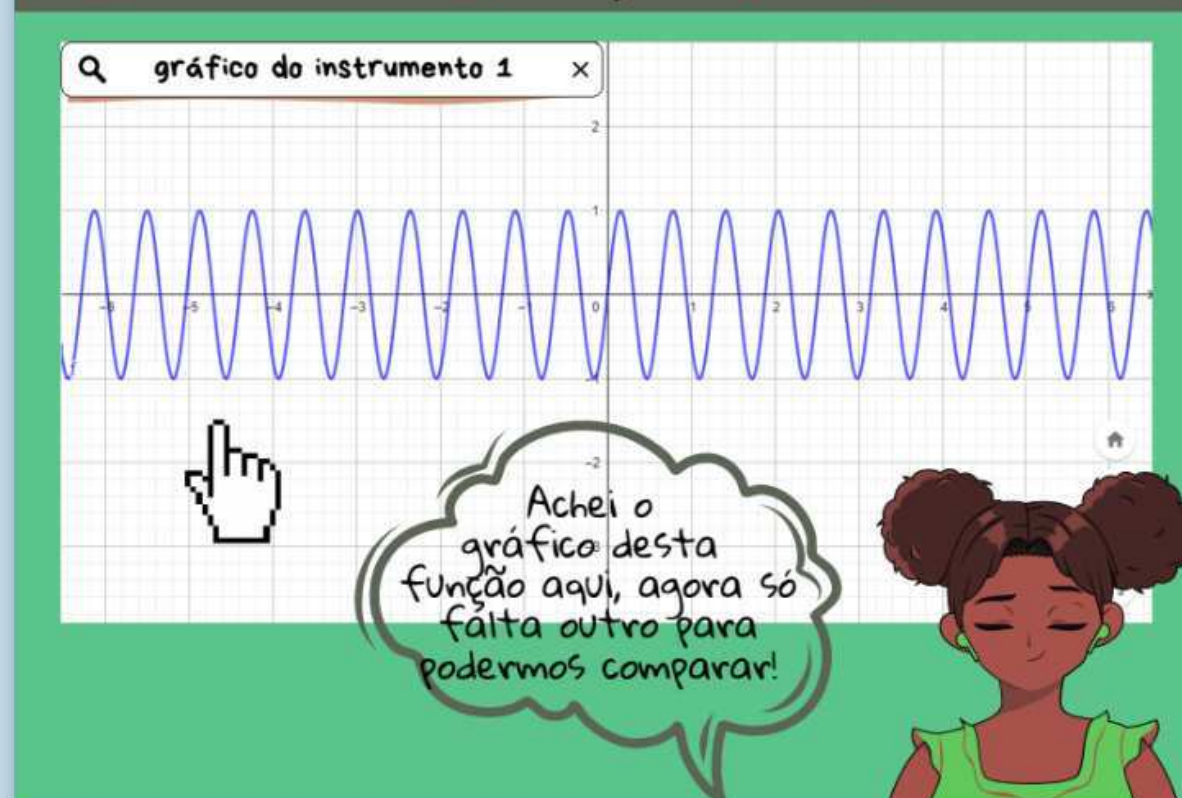 gráfico do instrumento 1 ×
2
1
-6 -5 -4 -3 -2 -1 0 1 2 3 4 5 6
-1
-2
Achei o
gráfico desta
função aqui, agora só
falta outro para
podermos comparar!